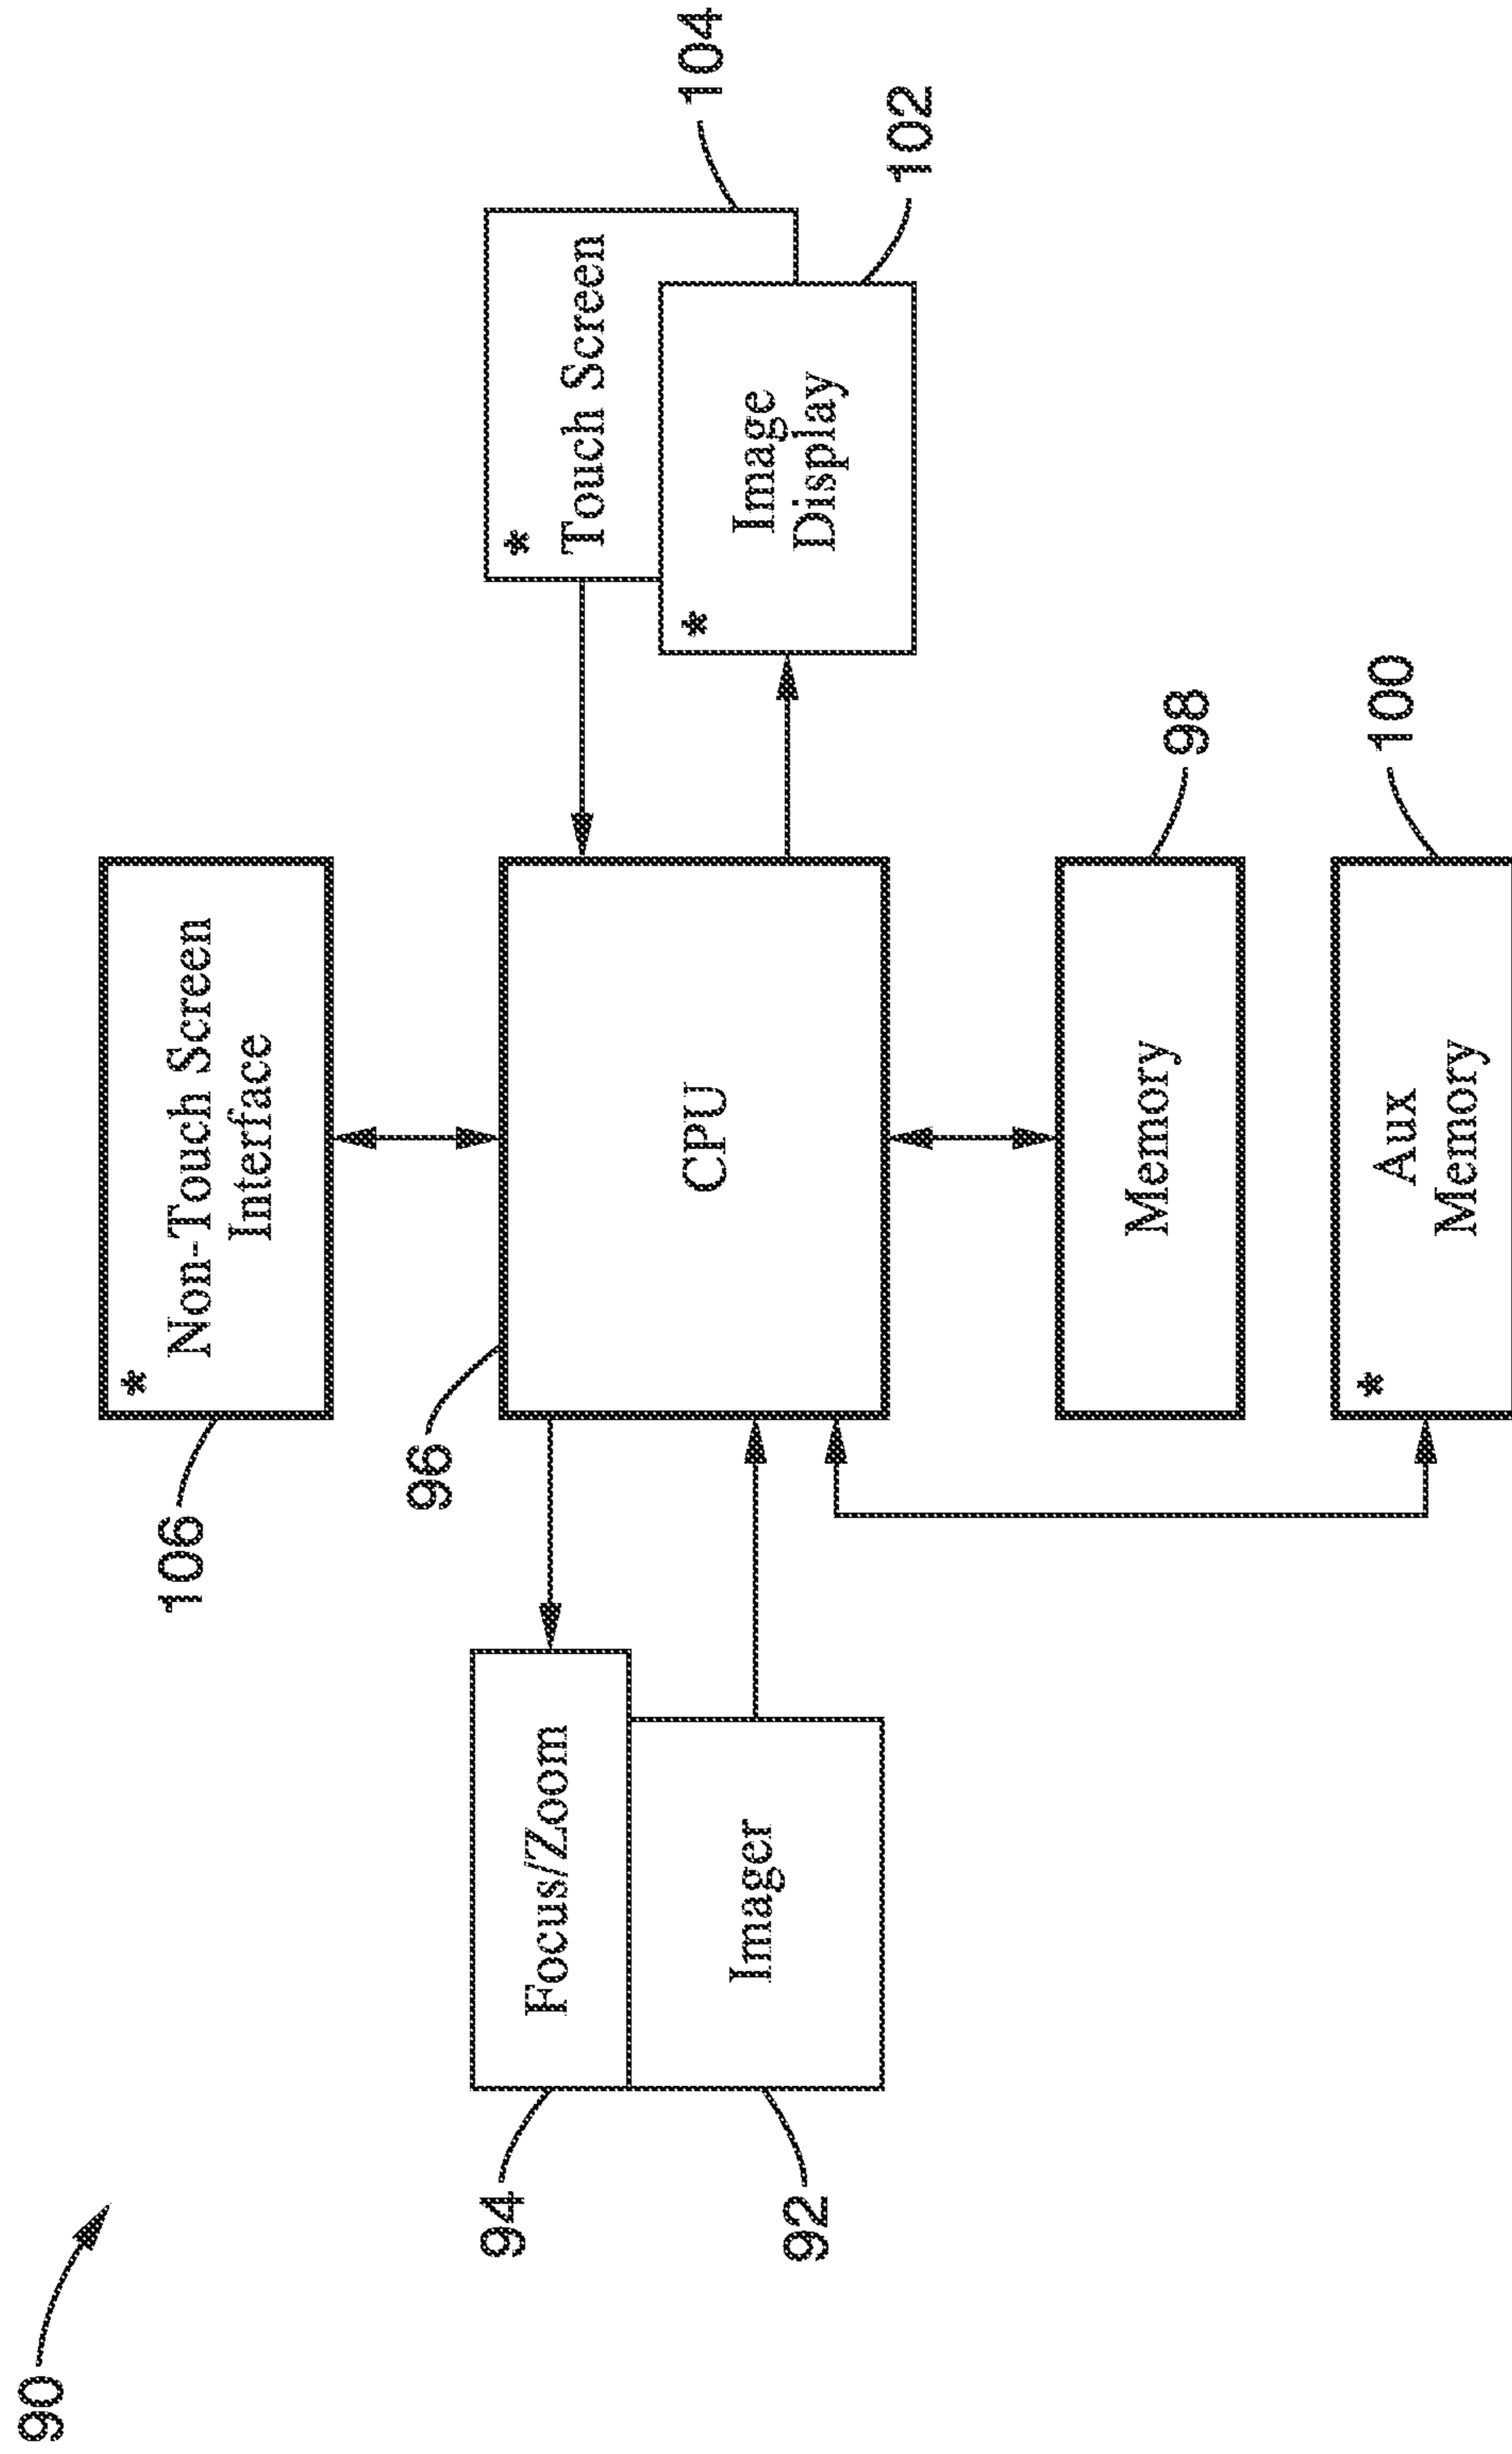 90
106
*
Non-Touch Screen
Interface
104
*
Touch Screen
102
*
Image
Display
94
Focus/Zoom
92
Imager
96
CPU
98
Memory
100
*
Aux
Memory